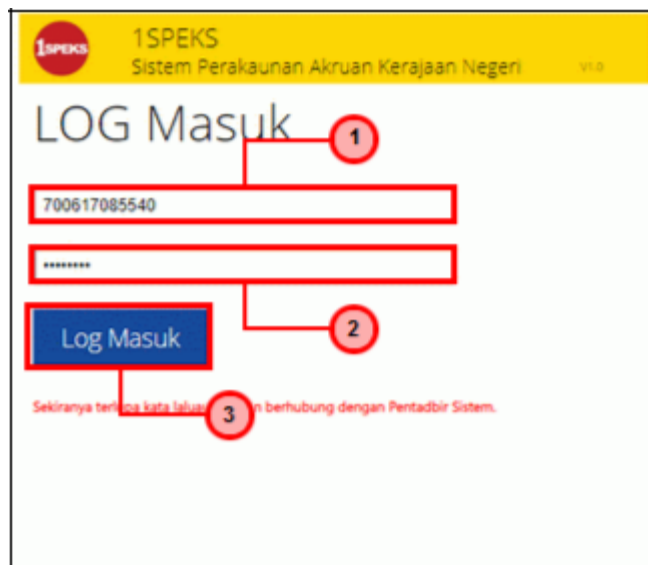 1SPEKS
1SPEKS
Sistem Perakaunan Akruan Kerajaan Negeri V1.0
LOG Masuk
1
700617085540
••••••••
2
Log Masuk
Sekiranya terlupa kata laluan berhubung dengan Pentadbir Sistem.
3